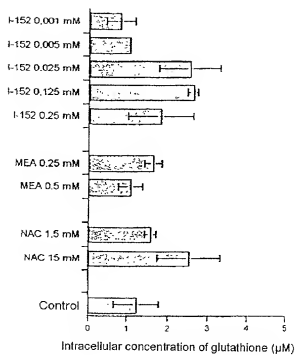 I-152 0,001 mM
I-152 0,005 mM
I-152 0.025 mM
I-152 0,125 mM
I-152 0.25 mM
MEA 0.25 mM
MEA 0.5 mM
NAC 1,5 mM
NAC 15 mM
Control
0 1 2 3 4 5
Intracellular concentration of glutathione (µM)